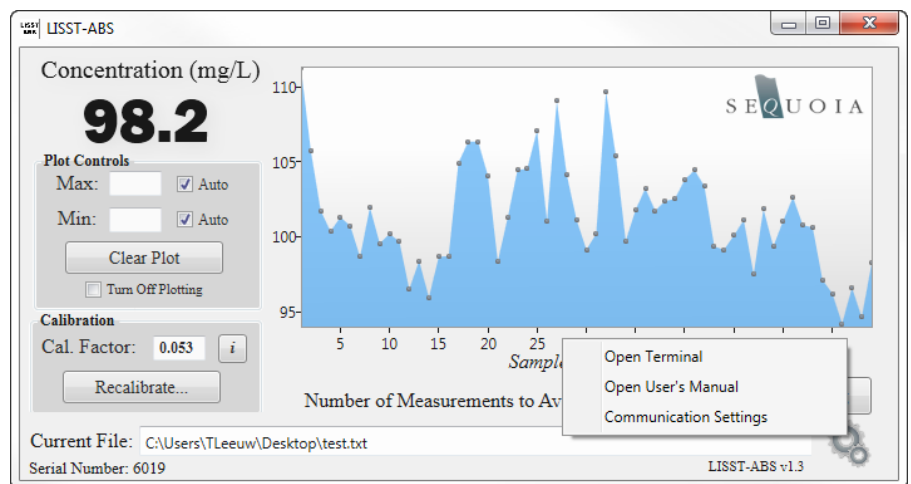 LISST-ABS
Concentration (mg/L)
98.2
Plot Controls
Max:
Auto
Min:
Auto
Clear Plot
Turn Off Plotting
Calibration
Cal. Factor: 0.053 i
Recalibrate...
SEQUOIA
110
105
100
95
5 10 15 20 25
Sample
Number of Measurements to Av
Open Terminal
Open User's Manual
Communication Settings
Current File: C:\Users\TLeeuw\Desktop\test.txt
Serial Number: 6019
LISST-ABS v1.3